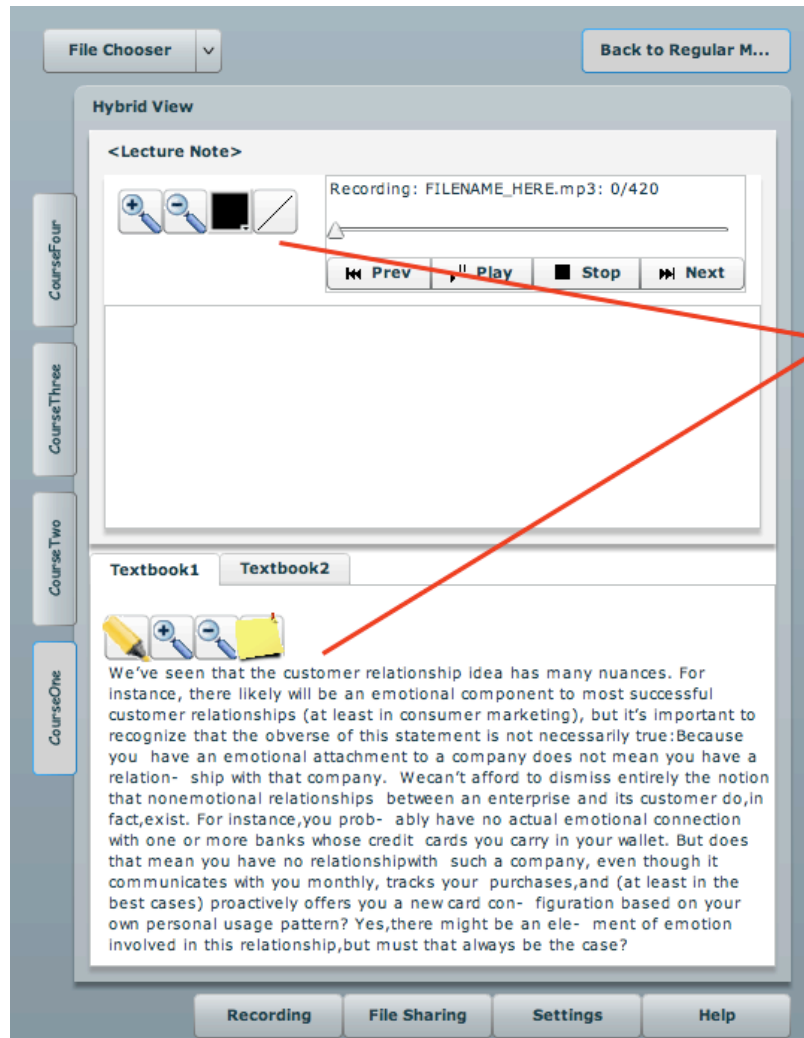 File Chooser
Back to Regular M...
Hybrid View
<Lecture Note>
Recording: FILENAME_HERE.mp3: 0/420
Prev
Play
Stop
Next
CourseFour
CourseThree
CourseTwo
CourseOne
Textbook1
Textbook2
We've seen that the customer relationship idea has many nuances. For
instance, there likely will be an emotional component to most successful
customer relationships (at least in consumer marketing), but it's important to
recognize that the obverse of this statement is not necessarily true:Because
you have an emotional attachment to a company does not mean you have a
relation- ship with that company. Wecan't afford to dismiss entirely the notion
that nonemotional relationships between an enterprise and its customer do,in
fact,exist. For instance,you prob- ably have no actual emotional connection
with one or more banks whose credit cards you carry in your wallet. But does
that mean you have no relationshipwith such a company, even though it
communicates with you monthly, tracks your purchases,and (at least in the
best cases) proactively offers you a new card con- figuration based on your
own personal usage pattern? Yes,there might be an ele- ment of emotion
involved in this relationship,but must that always be the case?
Recording
File Sharing
Settings
Help